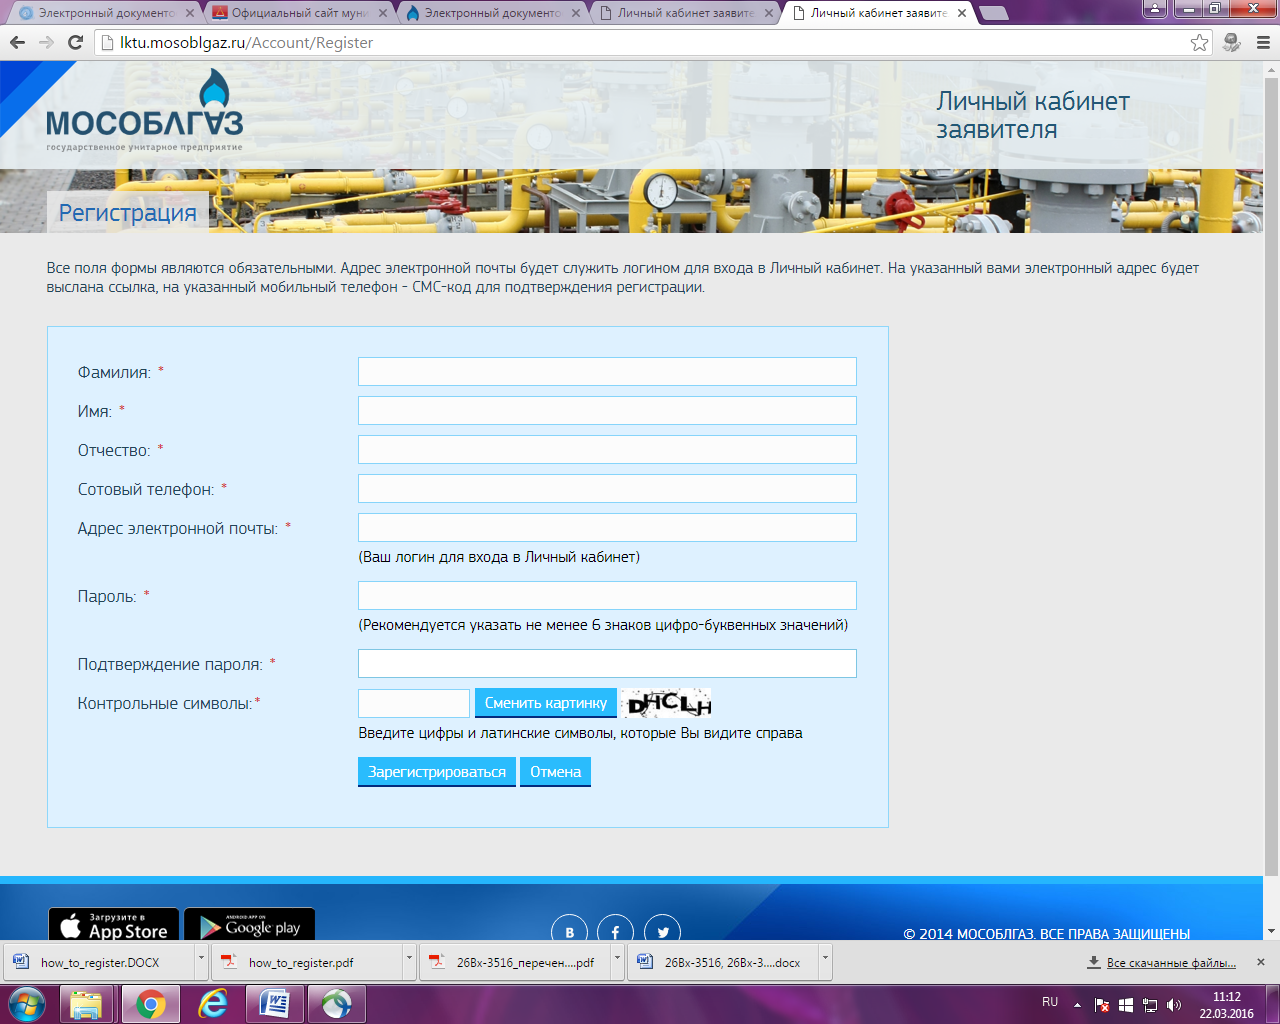 Электронный документо
Официальный сайт муни
Электронный документо
Личный кабинет заявите
Личный кабинет заявите
lktu.mosoblgaz.ru/Account/Register
МОСОБЛГАЗ
государственное унитарное предприятие
Личный кабинет
заявителя
Регистрация
Все поля формы являются обязательными. Адрес электронной почты будет служить логином для входа в Личный кабинет. На указанный вами электронный адрес будет
выслана ссылка, на указанный мобильный телефон - СМС-код для подтверждения регистрации.
Фамилия: *
Имя: *
Отчество: *
Сотовый телефон: *
Адрес электронной почты: *
(Ваш логин для входа в Личный кабинет)
Пароль: *
(Рекомендуется указать не менее 6 знаков цифро-буквенных значений)
Подтверждение пароля: *
Контрольные символы:* Сменить картинку DHCLH
Введите цифры и латинские символы, которые Вы видите справа
Зарегистрироваться Отмена
Загрузите в
App Store
ANDROID APP ON
Google play
© 2014 МОСОБЛГАЗ. ВСЕ ПРАВА ЗАЩИЩЕНЫ
how_to_register.DOCX
how_to_register.pdf
26Вх-3516_перечен....pdf
26Вх-3516, 26Вх-3....docx
Все скачанные файлы...
RU
11:12
22.03.2016